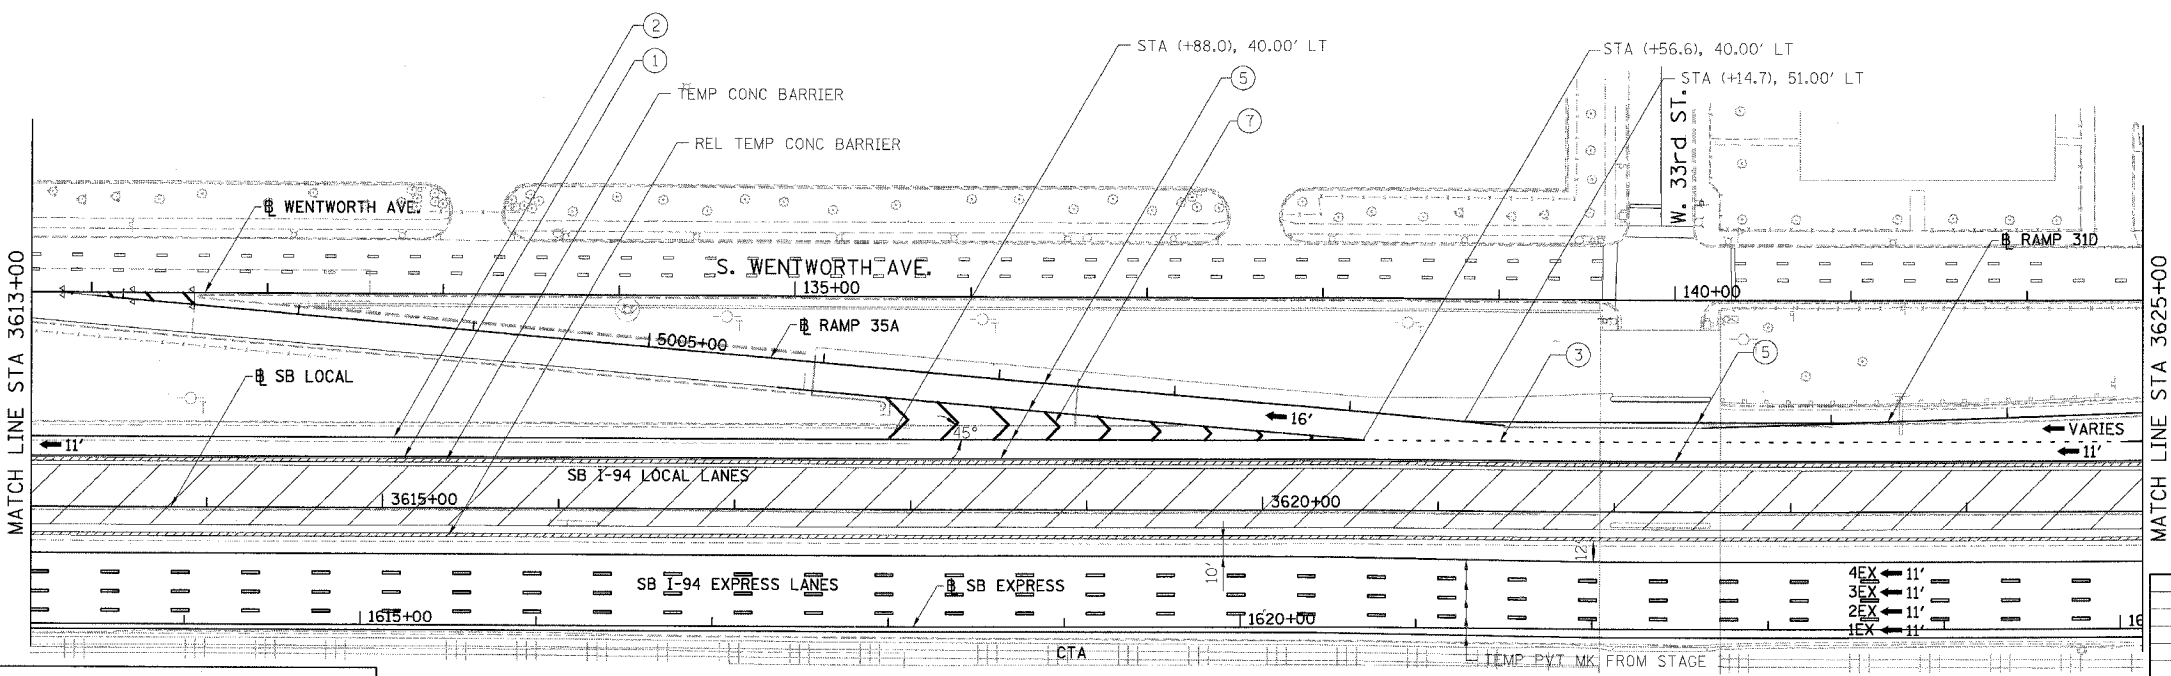 2
1
TEMP CONC BARRIER
REL TEMP CONC BARRIER
STA (+88.0), 40.00' LT
5
7
STA (+56.6), 40.00' LT
STA (+14.7), 51.00' LT
W. 33rd ST.
℄ WENTWORTH AVE.
S. WENTWORTH AVE.
135+00
140+00
℄ RAMP 31D
℄ RAMP 35A
5005+00
3
5
℄ SB LOCAL
MATCH LINE STA 3613+00
MATCH LINE STA 3625+00
16'
45°
VARIES
11'
11'
SB I-94 LOCAL LANES
3615+00
3620+00
10'
12'
SB I-94 EXPRESS LANES
℄ SB EXPRESS
4EX 11'
3EX 11'
2EX 11'
1EX 11'
1615+00
1620+00
16
CTA
TEMP PVT MK FROM STAGE